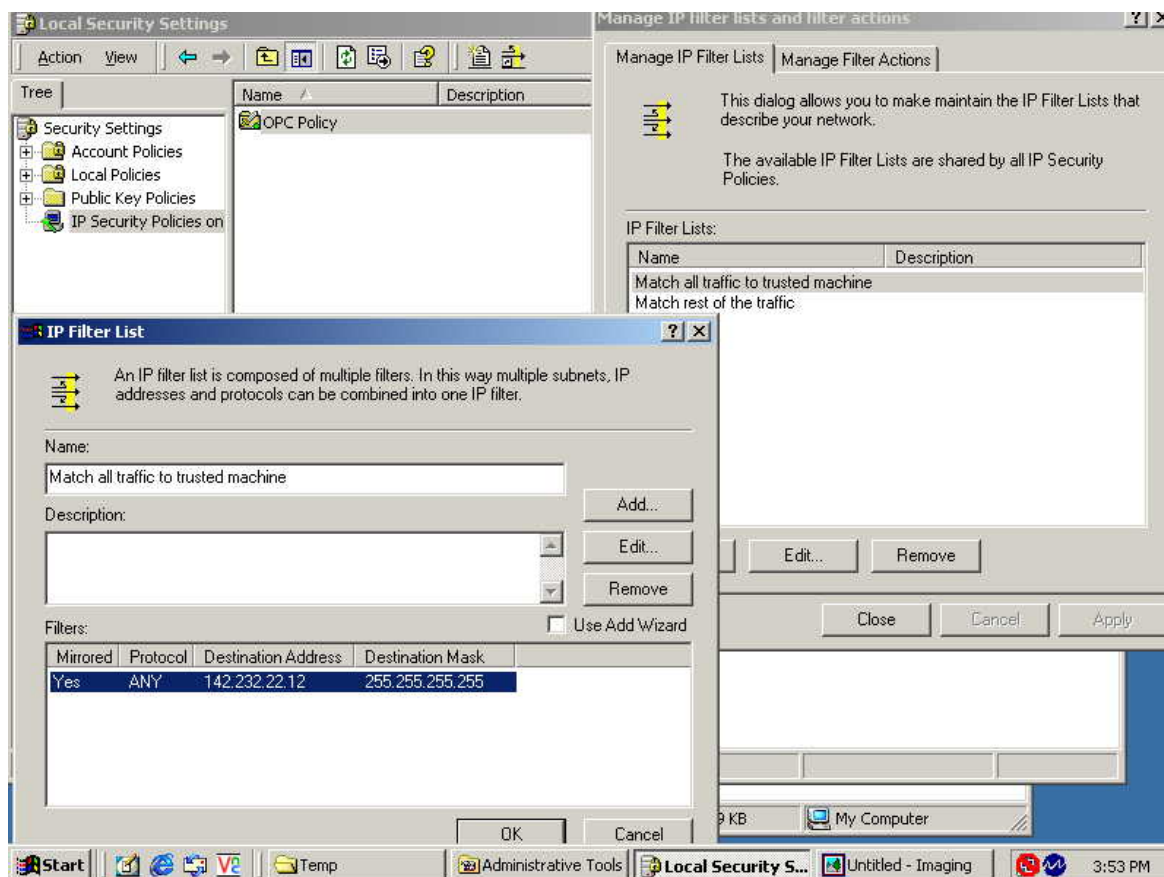 Local Security Settings
Action View
Tree
Security Settings
Account Policies
Local Policies
Public Key Policies
IP Security Policies on
Name Description
OPC Policy
Manage IP filter lists and filter actions
Manage IP Filter Lists Manage Filter Actions
This dialog allows you to make maintain the IP Filter Lists that
describe your network.
The available IP Filter Lists are shared by all IP Security
Policies.
IP Filter Lists:
Name Description
Match all traffic to trusted machine
Match rest of the traffic
Edit... Remove
Close Cancel Apply
IP Filter List
An IP filter list is composed of multiple filters. In this way multiple subnets, IP
addresses and protocols can be combined into one IP filter.
Name:
Match all traffic to trusted machine
Description:
Add...
Edit...
Remove
Filters:
Use Add Wizard
Mirrored Protocol Destination Address Destination Mask
Yes ANY 142.232.22.12 255.255.255.255
OK Cancel
KB My Computer
Start Temp Administrative Tools Local Security S... Untitled - Imaging 3:53 PM